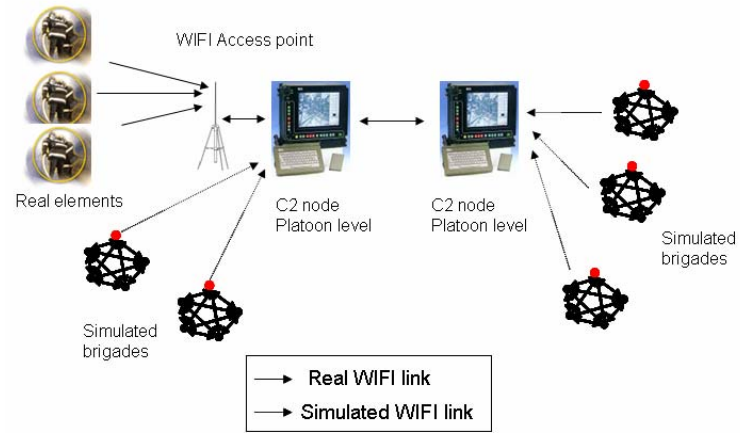 WIFI Access point
Real elements
C2 node
Platoon level
C2 node
Platoon level
Simulated
brigades
Simulated
brigades
Real WIFI link
Simulated WIFI link